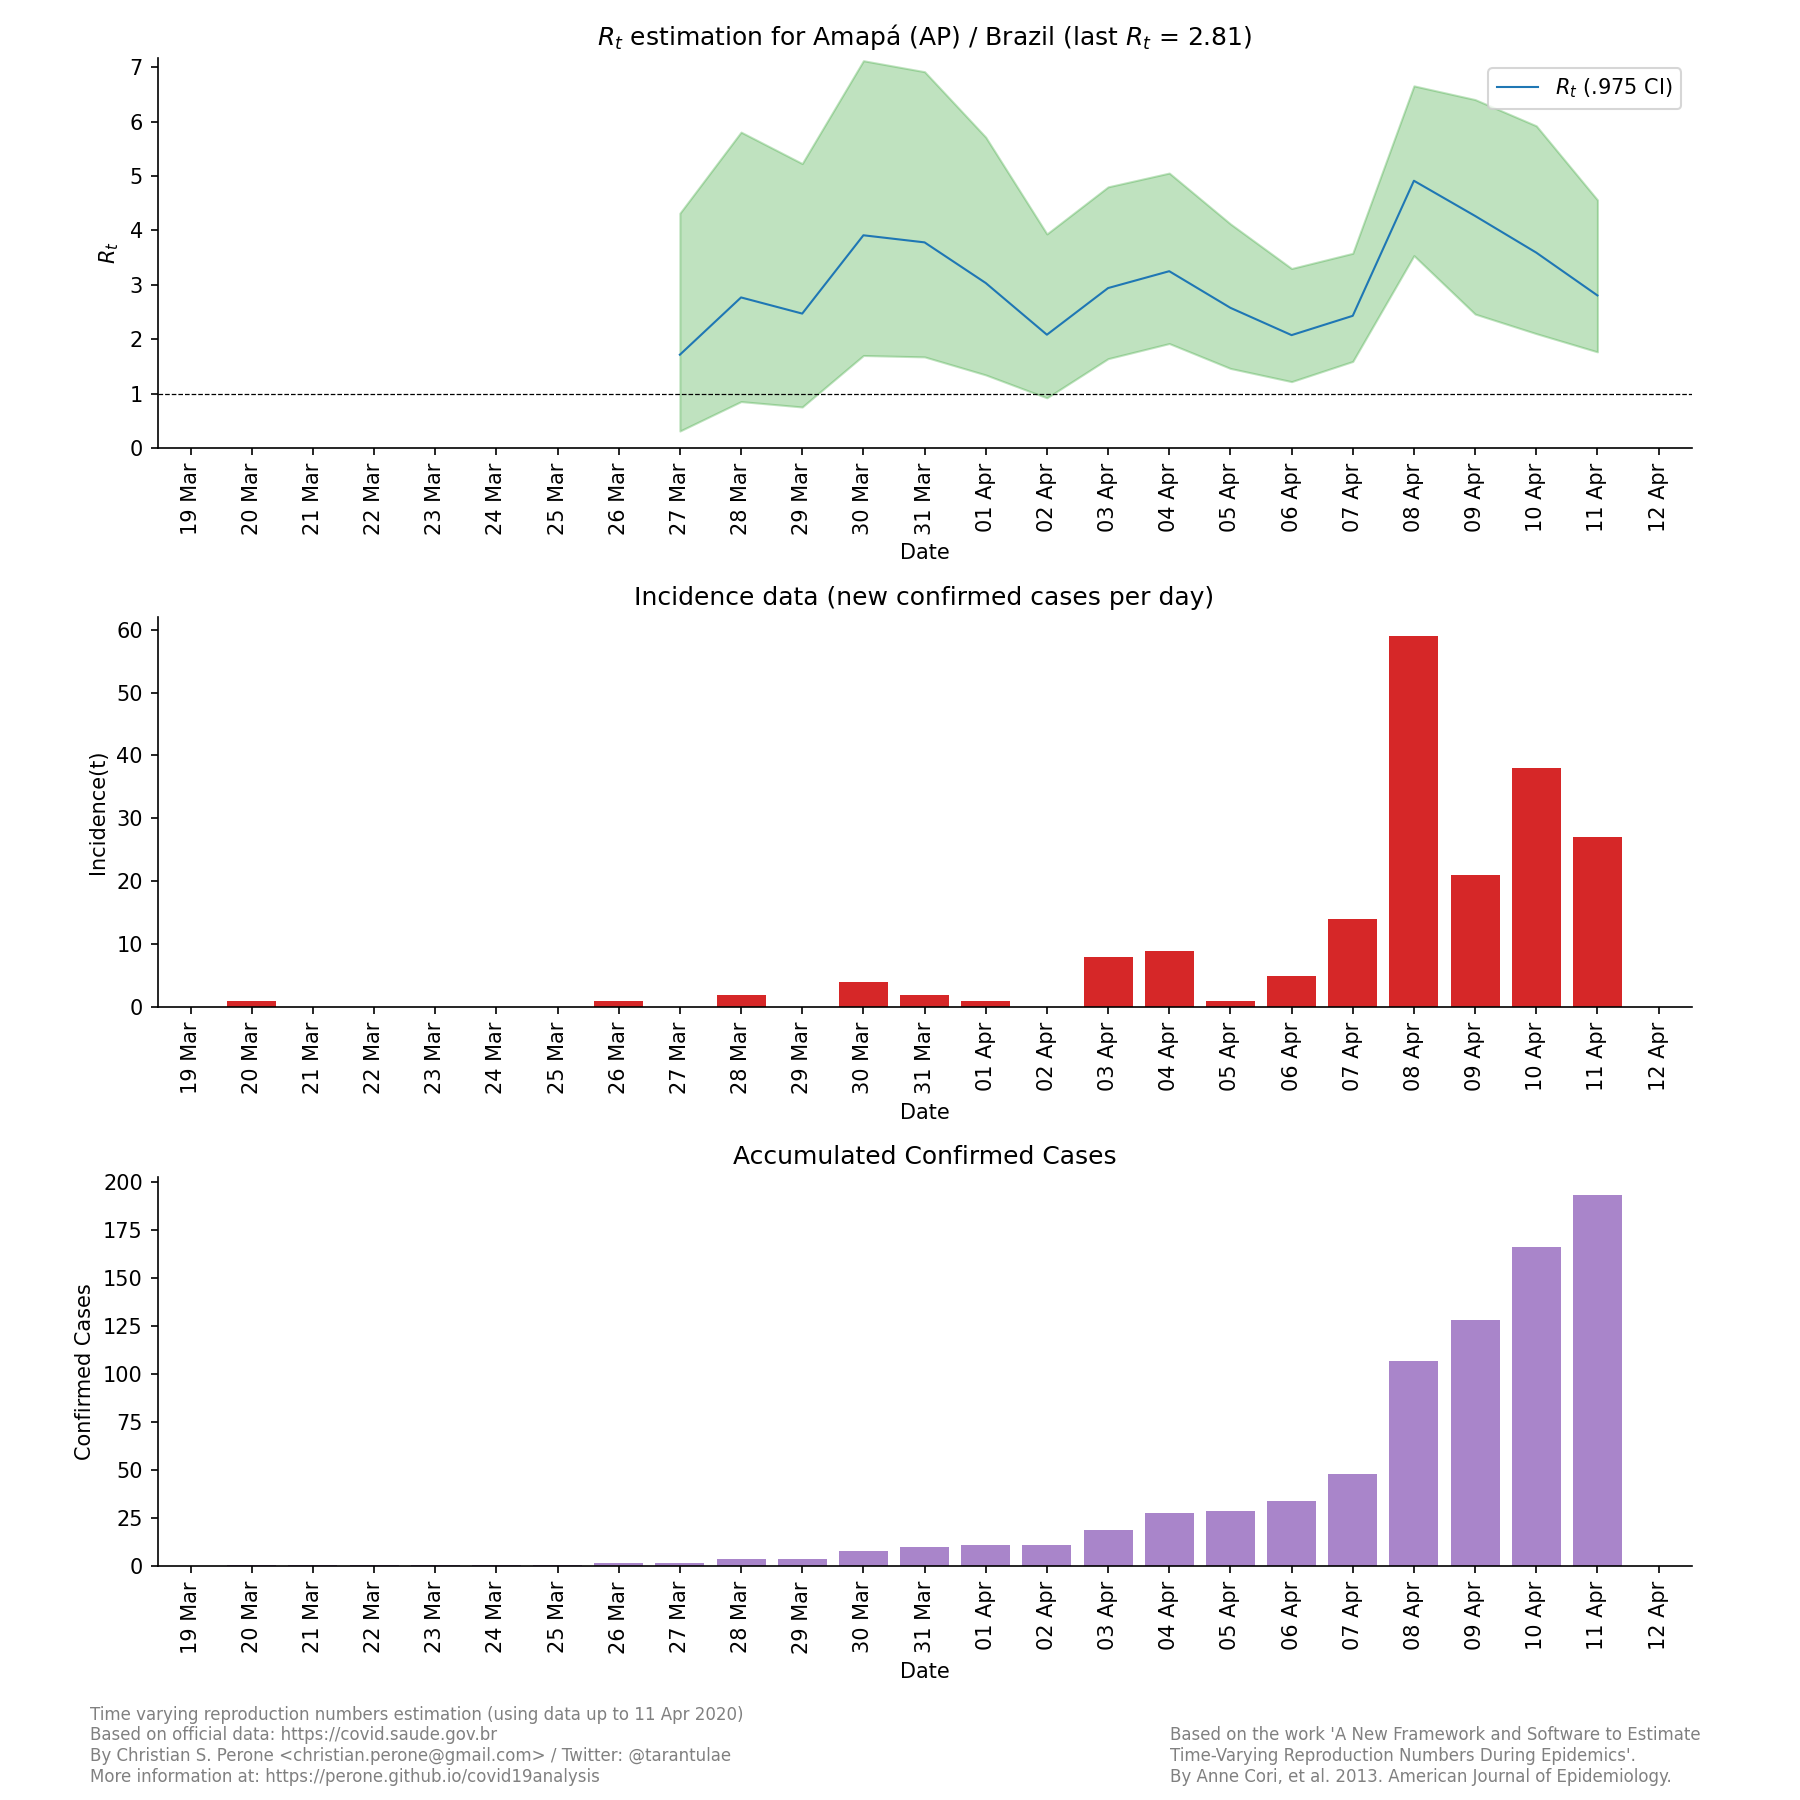 Rt estimation for Amapá (AP) / Brazil (last Rt = 2.81)
7
6
5
4
3
2
1
0
Rt
Rt (.975 CI)
19 Mar
20 Mar
21 Mar
22 Mar
23 Mar
24 Mar
25 Mar
26 Mar
27 Mar
28 Mar
29 Mar
30 Mar
31 Mar
01 Apr
02 Apr
03 Apr
04 Apr
05 Apr
06 Apr
07 Apr
08 Apr
09 Apr
10 Apr
11 Apr
12 Apr
Date
Incidence data (new confirmed cases per day)
60
50
40
30
20
10
0
Incidence(t)
19 Mar
20 Mar
21 Mar
22 Mar
23 Mar
24 Mar
25 Mar
26 Mar
27 Mar
28 Mar
29 Mar
30 Mar
31 Mar
01 Apr
02 Apr
03 Apr
04 Apr
05 Apr
06 Apr
07 Apr
08 Apr
09 Apr
10 Apr
11 Apr
12 Apr
Date
Accumulated Confirmed Cases
200
175
150
125
100
75
50
25
0
Confirmed Cases
19 Mar
20 Mar
21 Mar
22 Mar
23 Mar
24 Mar
25 Mar
26 Mar
27 Mar
28 Mar
29 Mar
30 Mar
31 Mar
01 Apr
02 Apr
03 Apr
04 Apr
05 Apr
06 Apr
07 Apr
08 Apr
09 Apr
10 Apr
11 Apr
12 Apr
Date
Time varying reproduction numbers estimation (using data up to 11 Apr 2020)
Based on official data: https://covid.saude.gov.br
By Christian S. Perone <christian.perone@gmail.com> / Twitter: @tarantulae
More information at: https://perone.github.io/covid19analysis
Based on the work 'A New Framework and Software to Estimate
Time-Varying Reproduction Numbers During Epidemics'.
By Anne Cori, et al. 2013. American Journal of Epidemiology.